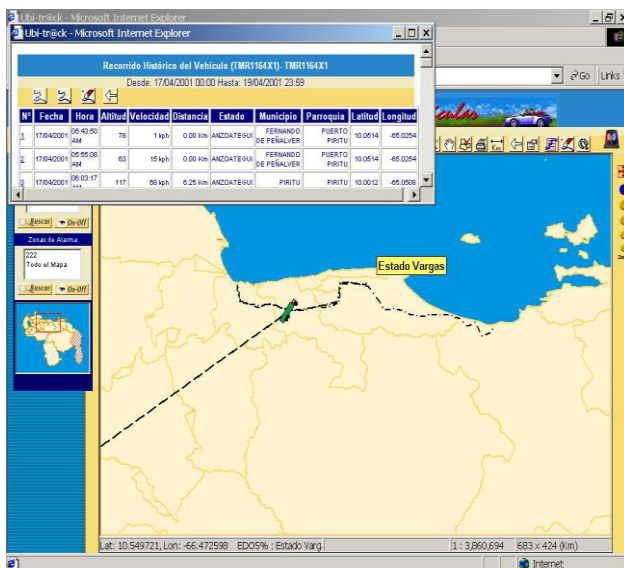 Ubi-tr@ck - Microsoft Internet Explorer
Ubi-tr@ck - Microsoft Internet Explorer
Go Links
Recorrido Histórico del Vehículo (TMR1164X1)- TMR1164X1
Desde: 17/04/2001 00:00 Hasta: 19/04/2001 23:59
Nº Fecha Hora Altitud Velocidad Distancia Estado Municipio Parroquia Latitud Longitud
1 17/04/2001 05:43:50 AM 78 1 kph 0.00 Km ANZOATEGUI FERNANDO DE PEÑALVER PUERTO PIRITU 10.0514 -65.0254
2 17/04/2001 05:55:08 AM 63 15 kph 0.00 Km ANZOATEGUI FERNANDO DE PEÑALVER PUERTO PIRITU 10.0514 -65.0254
3 17/04/2001 06:03:17 117 68 kph 6.25 Km ANZOATEGUI PIRITU PIRITU 10.0012 -65.0508
Buscar On-Off
Zonas de Alarma
222
Todo el Mapa
Buscar On-Off
Estado Vargas
Lat: 10.549721, Lon: -66.472598 EDO5% : Estado Varg.
1 : 3,860,694
683 x 424 (Km)
Internet